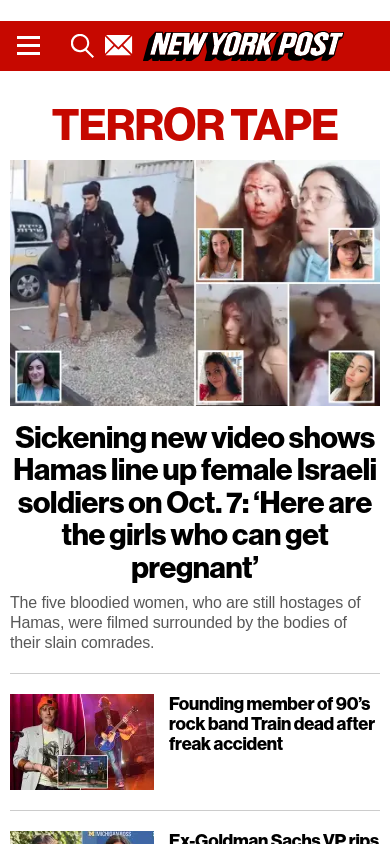 NEW YORK POST
TERROR TAPE
Sickening new video shows
Hamas line up female Israeli
soldiers on Oct. 7: ‘Here are
the girls who can get
pregnant’
The five bloodied women, who are still hostages of
Hamas, were filmed surrounded by the bodies of
their slain comrades.
Founding member of 90’s
rock band Train dead after
freak accident
Ex-Goldman Sachs VP rips